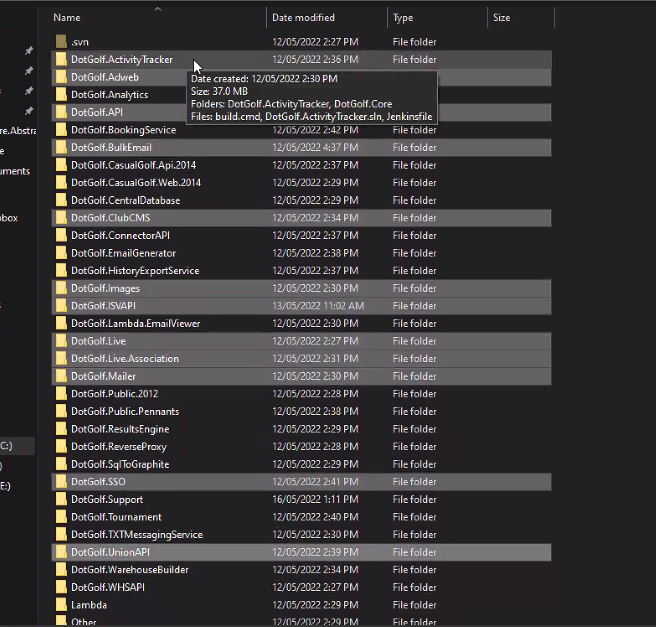 Name Date modified Type Size
.svn 12/05/2022 2:27 PM File folder
DotGolf.ActivityTracker 12/05/2022 2:36 PM File folder
DotGolf.Adweb
Date created: 12/05/2022 2:30 PM
Size: 37.0 MB
Folders: DotGolf.ActivityTracker, DotGolf.Core
Files: build.cmd, DotGolf.ActivityTracker.sln, Jenkinsfile
DotGolf.Analytics
DotGolf.API
re.Abstra
DotGolf.BookingService 12/05/2022 2:42 PM File folder
DotGolf.BulkEmail 12/05/2022 4:37 PM File folder
DotGolf.CasualGolf.Api.2014 12/05/2022 2:37 PM File folder
uments
DotGolf.CasualGolf.Web.2014 12/05/2022 2:29 PM File folder
DotGolf.CentralDatabase 12/05/2022 2:29 PM File folder
box
DotGolf.ClubCMS 12/05/2022 2:34 PM File folder
DotGolf.ConnectorAPI 12/05/2022 2:37 PM File folder
DotGolf.EmailGenerator 12/05/2022 2:38 PM File folder
DotGolf.HistoryExportService 12/05/2022 2:37 PM File folder
DotGolf.Images 12/05/2022 2:30 PM File folder
DotGolf.ISVAPI 13/05/2022 11:02 AM File folder
DotGolf.Lambda.EmailViewer 12/05/2022 2:30 PM File folder
DotGolf.Live 12/05/2022 2:27 PM File folder
DotGolf.Live.Association 12/05/2022 2:31 PM File folder
DotGolf.Mailer 12/05/2022 2:30 PM File folder
DotGolf.Public.2012 12/05/2022 2:28 PM File folder
DotGolf.Public.Pennants 12/05/2022 2:38 PM File folder
DotGolf.ResultsEngine 12/05/2022 2:29 PM File folder
C:) DotGolf.ReverseProxy 12/05/2022 2:28 PM File folder
) DotGolf.SqlToGraphite 12/05/2022 2:29 PM File folder
E:) DotGolf.SSO 12/05/2022 2:41 PM File folder
DotGolf.Support 16/05/2022 1:11 PM File folder
DotGolf.Tournament 12/05/2022 2:40 PM File folder
DotGolf.TXTMessagingService 12/05/2022 2:30 PM File folder
DotGolf.UnionAPI 12/05/2022 2:39 PM File folder
DotGolf.WarehouseBuilder 12/05/2022 2:34 PM File folder
DotGolf.WHSAPI 12/05/2022 2:27 PM File folder
Lambda 12/05/2022 2:29 PM File folder
Other 12/05/2022 2:29 PM File folder